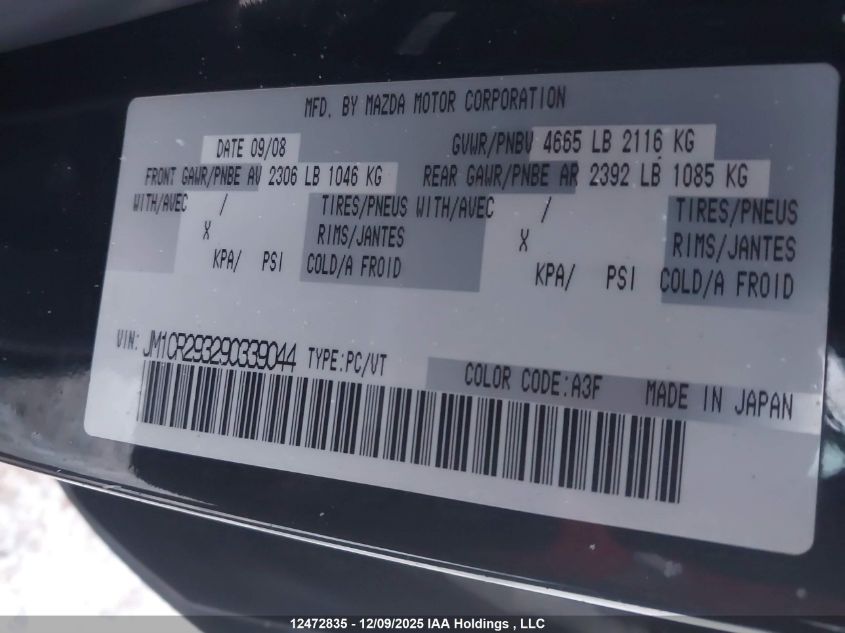 MFD. BY MAZDA MOTOR CORPORATION
DATE 09/08 GVWR/PNBV 4665 LB 2116 KG
FRONT GAWR/PNBE AV 2306 LB 1046 KG REAR GAWR/PNBE AR 2392 LB 1085 KG
WITH/AVEC / TIRES/PNEUS WITH/AVEC / TIRES/PNEUS
X RIMS/JANTES X RIMS/JANTES
KPA/ PSI COLD/A FROID KPA/ PSI COLD/A FROID
VIN: JM1CR293290339044 TYPE:PC/VT COLOR CODE:A3F MADE IN JAPAN
12472835 - 12/09/2025 IAA Holdings , LLC